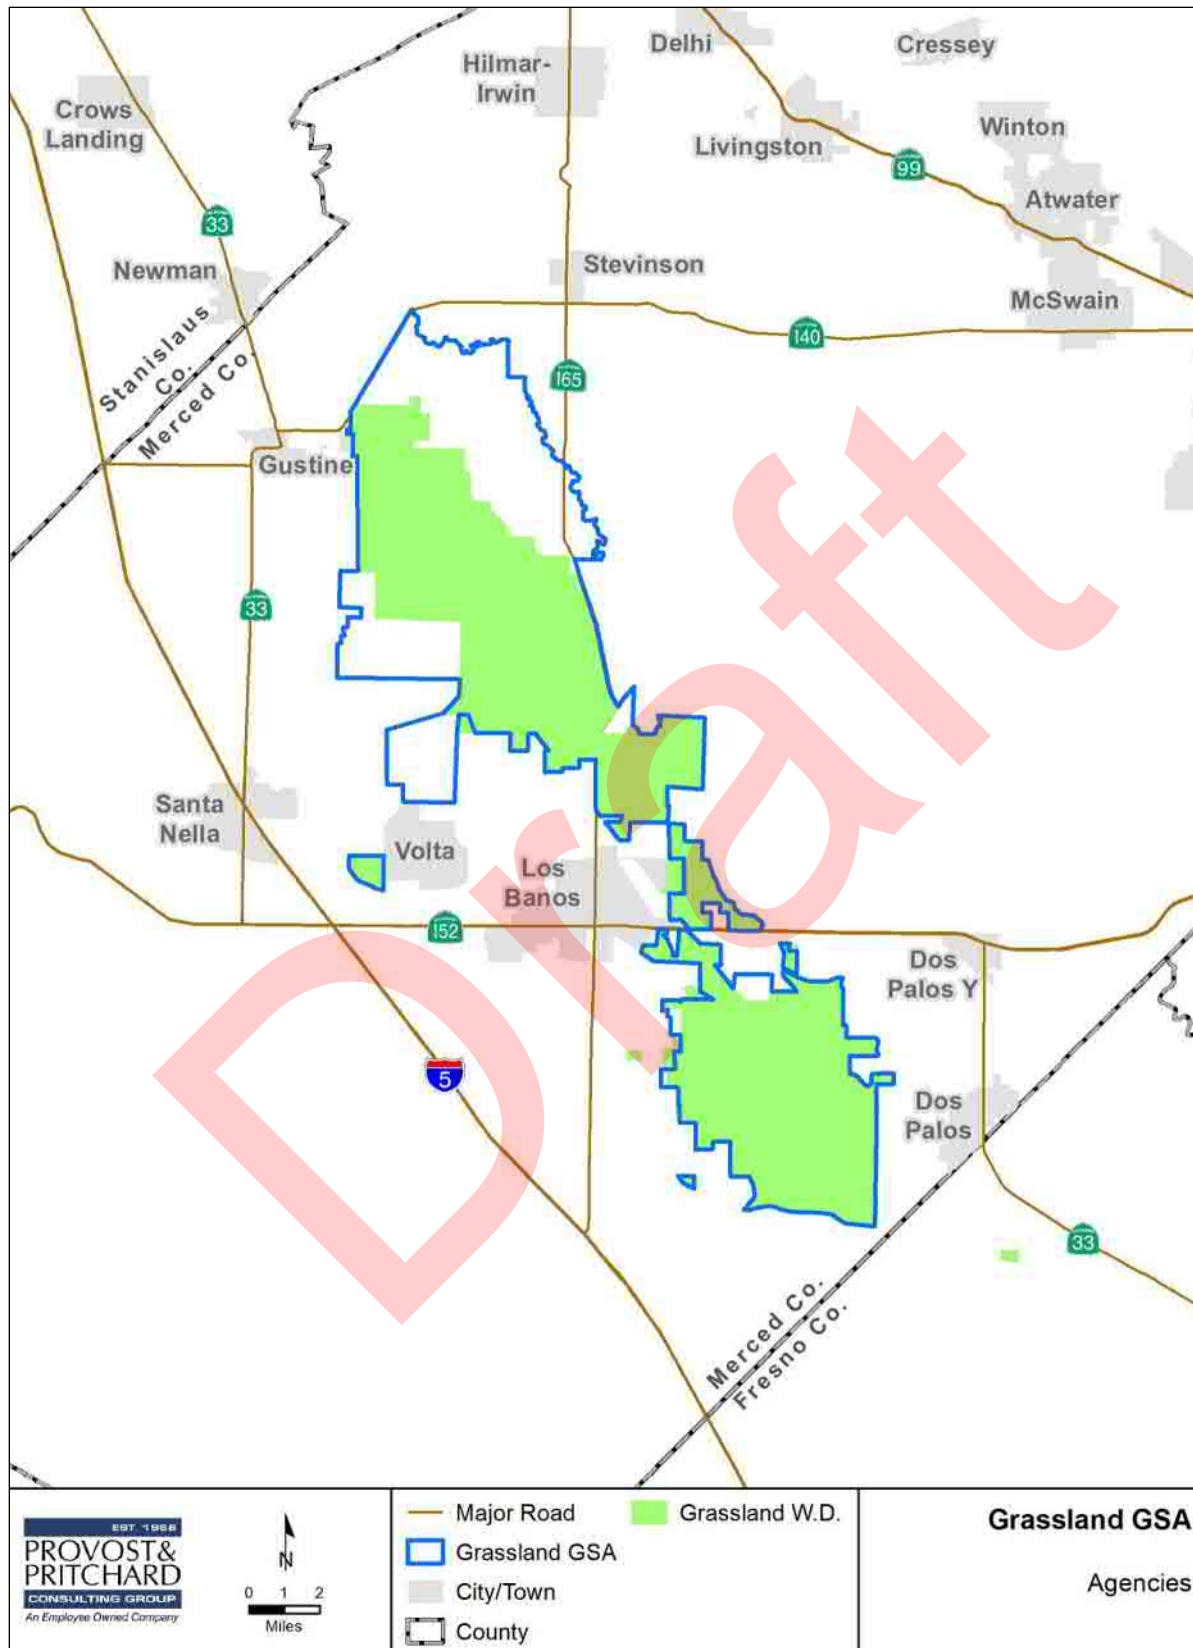 Delhi
Cressey
Hilmar-
Irwin
Crows
Landing
Winton
Livingston
99
Atwater
33
Newman
Stevinson
McSwain
140
Stanislaus
Co.
Merced Co.
165
Gustine
33
Santa
Nella
Volta
Los
Banos
152
Dos
Palos Y
5
Dos
Palos
33
Merced Co.
Fresno Co.
Draft
EST. 1968
PROVOST&
PRITCHARD
CONSULTING GROUP
An Employee Owned Company
N
0 1 2
Miles
Major Road
Grassland W.D.
Grassland GSA
City/Town
County
Grassland GSA
Agencies